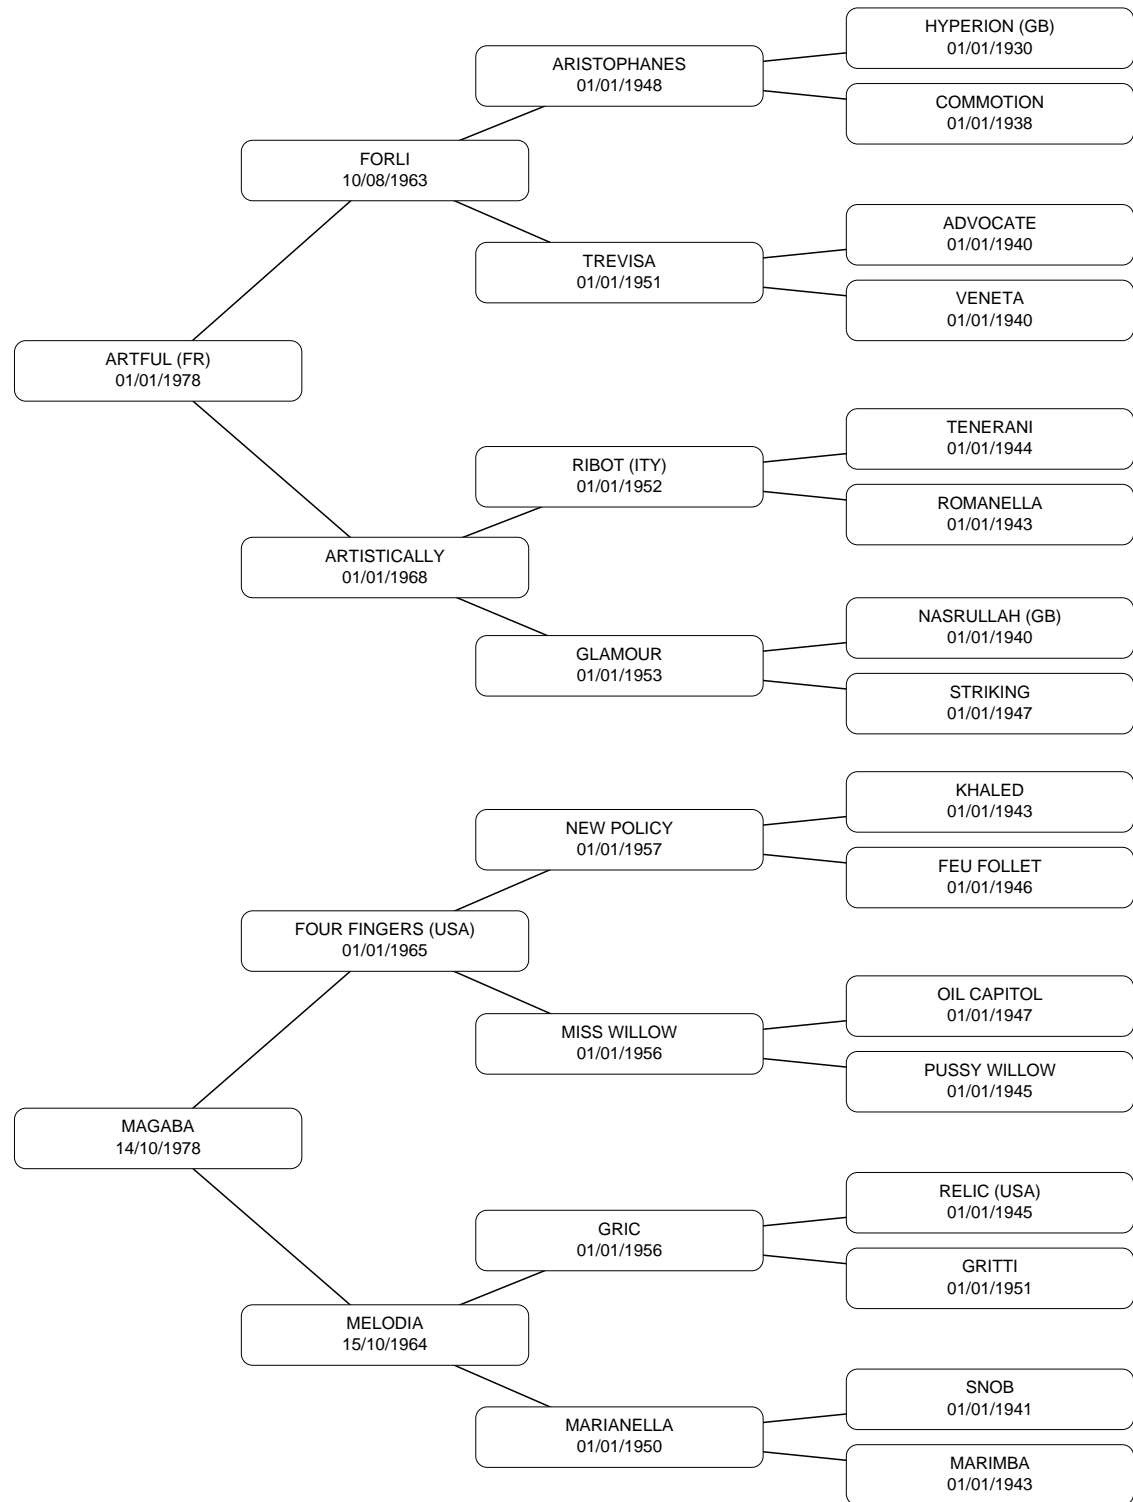 HYPERION (GB)
01/01/1930
ARISTOPHANES
01/01/1948
COMMOTION
01/01/1938
FORLI
10/08/1963
ADVOCATE
01/01/1940
TREVISA
01/01/1951
VENETA
01/01/1940
ARTFUL (FR)
01/01/1978
TENERANI
01/01/1944
RIBOT (ITY)
01/01/1952
ROMANELLA
01/01/1943
ARTISTICALLY
01/01/1968
NASRULLAH (GB)
01/01/1940
GLAMOUR
01/01/1953
STRIKING
01/01/1947
KHALED
01/01/1943
NEW POLICY
01/01/1957
FEU FOLLET
01/01/1946
FOUR FINGERS (USA)
01/01/1965
OIL CAPITOL
01/01/1947
MISS WILLOW
01/01/1956
PUSSY WILLOW
01/01/1945
MAGABA
14/10/1978
RELIC (USA)
01/01/1945
GRIC
01/01/1956
GRITTI
01/01/1951
MELODIA
15/10/1964
SNOB
01/01/1941
MARIANELLA
01/01/1950
MARIMBA
01/01/1943